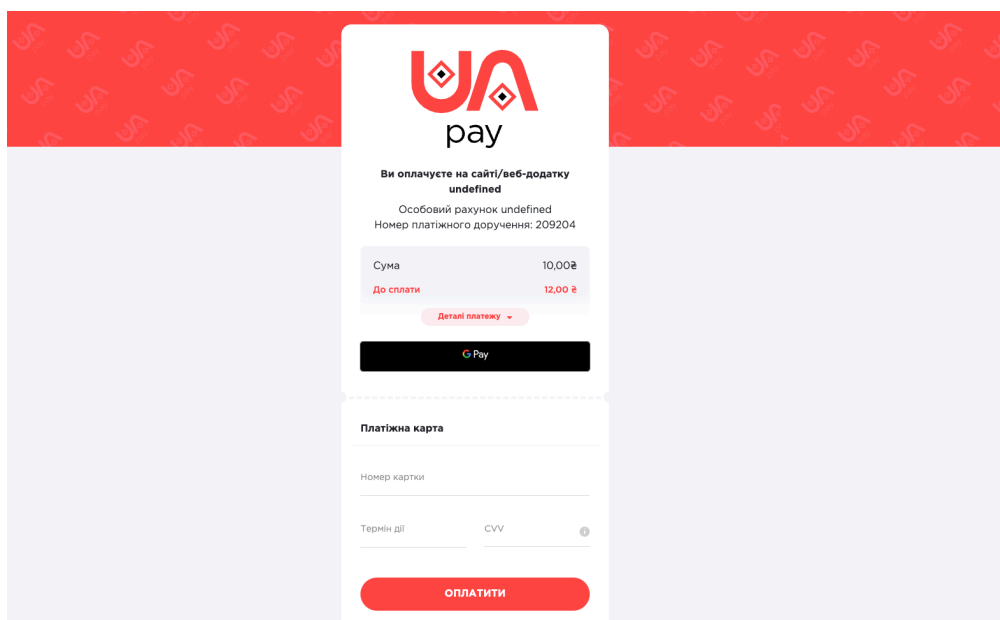 UA
pay
Ви оплачуєте на сайті/веб-додатку
undefined
Особовий рахунок undefined
Номер платіжного доручення: 209204
Сума 10,00₴
До сплати 12,00 ₴
Деталі платежу
G Pay
Платіжна карта
Номер картки
Термін дії CVV
ОПЛАТИТИ